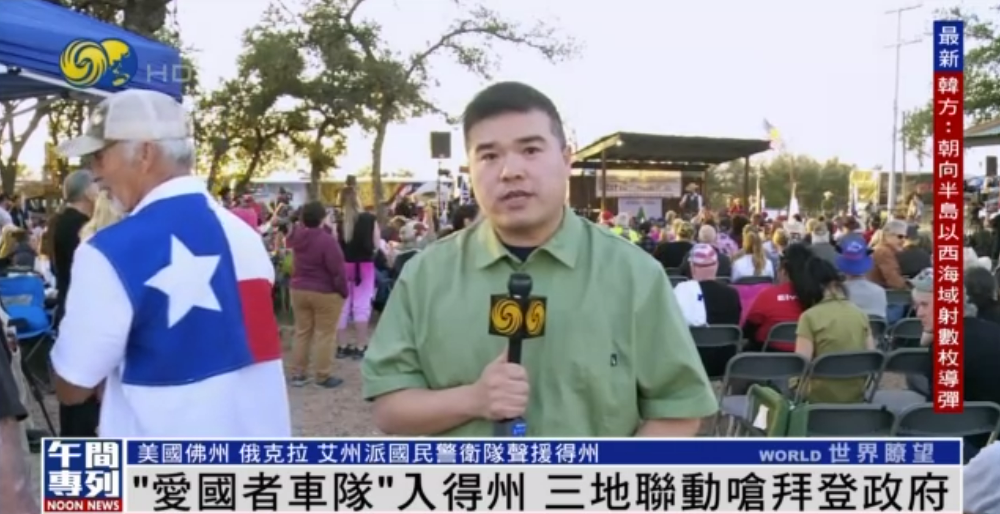 HD
最新 韓方：朝向半島以西海域射數枚導彈
午間專列
NOON NEWS
美國佛州 俄克拉 艾州派國民警衛隊聲援得州
WORLD 世界瞭望
"愛國者車隊"入得州 三地聯動嗆拜登政府